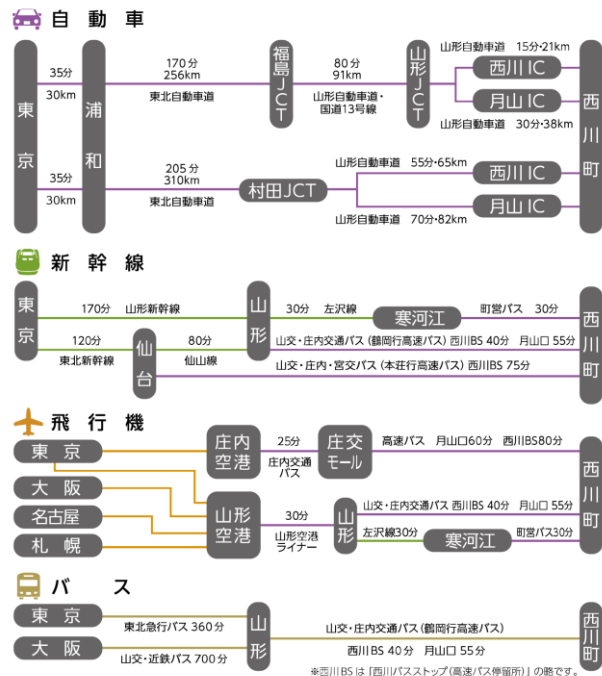 自動車
山形自動車道 15分・21km
170分
256km
東北自動車道
80分
91km
山形自動車道・
国道13号線
35分
30km
東京
浦和
福島JCT
山形JCT
西川IC
月山IC
山形自動車道 30分・38km
西川町
35分
30km
205分
310km
東北自動車道
村田JCT
山形自動車道 55分・65km
西川IC
月山IC
山形自動車道 70分・82km
新幹線
東京
170分 山形新幹線
山形
30分 左沢線
寒河江
町営バス 30分
西川町
120分
東北新幹線
仙台
80分
仙山線
山交・庄内交通バス(鶴岡行高速バス) 西川BS 40分 月山口 55分
山交・庄内・宮交バス(本荘行高速バス) 西川BS 75分
飛行機
東京
大阪
名古屋
札幌
庄内空港
25分
庄内交通
バス
庄交モール
高速バス 月山口60分 西川BS80分
西川町
山形空港
30分
山形空港
ライナー
山形
山交・庄内交通バス 西川BS 40分 月山口 55分
左沢線30分
寒河江
町営バス30分
バス
東京
東北急行バス 360分
大阪
山交・近鉄バス 700分
山形
山交・庄内交通バス(鶴岡行高速バス)
西川BS 40分 月山口 55分
西川町
※西川BSは「西川バスストップ(高速バス停留所)」の略です。